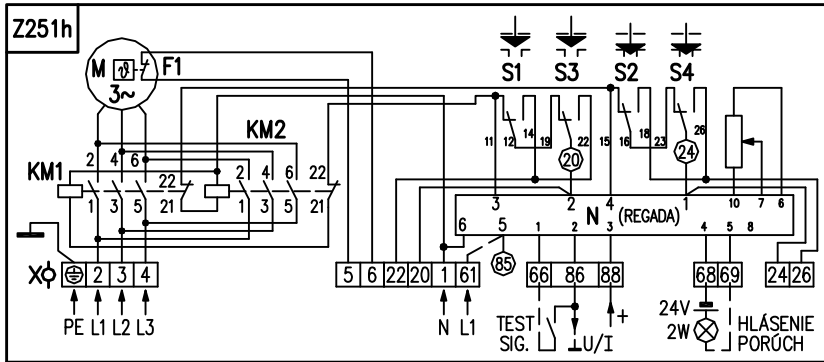 Z251h
S1 S3 S2 S4
M ϑ F1
3~
KM2
KM1
2 4 6 22 2 4 6 22
1 3 5 21 1 3 5 21
11 12 14 19 20 22 15 16 18 23 24 26
3 2 4 1 10 7 6
N (REGADA)
6 5 1 2 3 4 5 8
85
X 2 3 4 5 6 22 20 1 61 66 86 88 68 69 24 26
PE L1 L2 L3 N L1
TEST
SIG.
U/I
+
24V
2W
HLÁSENIE
PORÚCH